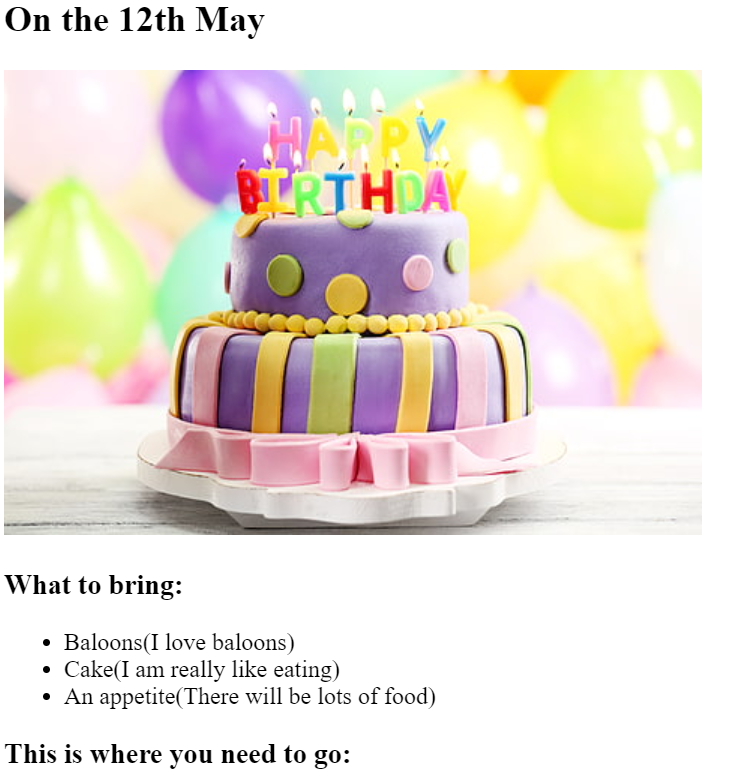 On the 12th May
HAPPY
BIRTHDAY
What to bring:
Baloons(I love baloons)
Cake(I am really like eating)
An appetite(There will be lots of food)
This is where you need to go: